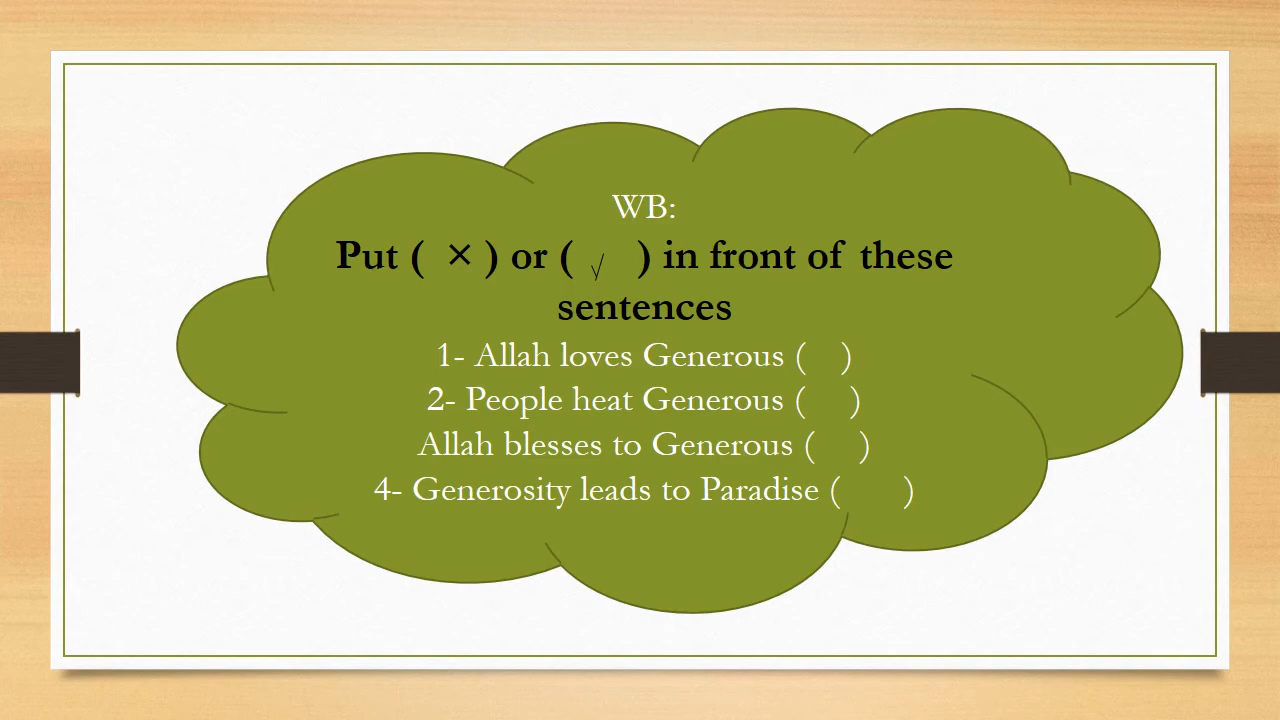 WB:
Put ( × ) or ( √ ) in front of these
sentences
1- Allah loves Generous ( )
2- People heat Generous ( )
Allah blesses to Generous ( )
4- Generosity leads to Paradise ( )